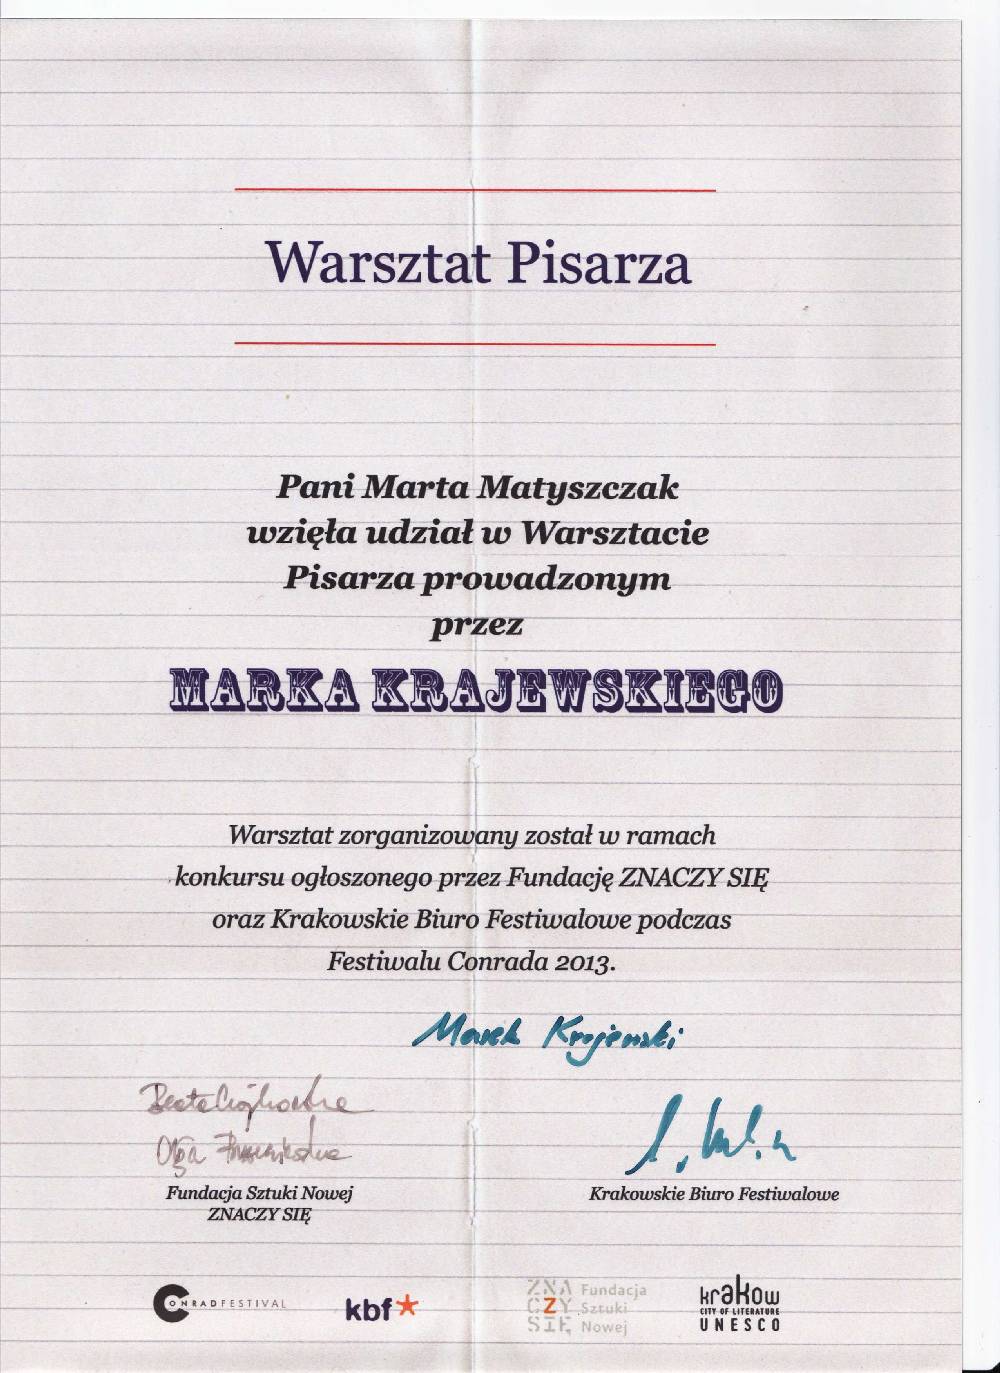 Warsztat Pisarza
Pani Marta Matyszczak
wzięła udział w Warsztacie
Pisarza prowadzonym
przez
MARKA KRAJEWSKIEGO
Warsztat zorganizowany został w ramach
konkursu ogłoszonego przez Fundację ZNACZY SIĘ
oraz Krakowskie Biuro Festiwalowe podczas
Festiwalu Conrada 2013.
Marek Krajewski
Beata
Olga
Fundacja Sztuki Nowej
ZNACZY SIĘ
Krakowskie Biuro Festiwalowe
CONRADFESTIVAL
kbf
ZNA Fundacja
CZY Sztuki
SIĘ Nowej
krakow
CITY OF LITERATURE
UNESCO